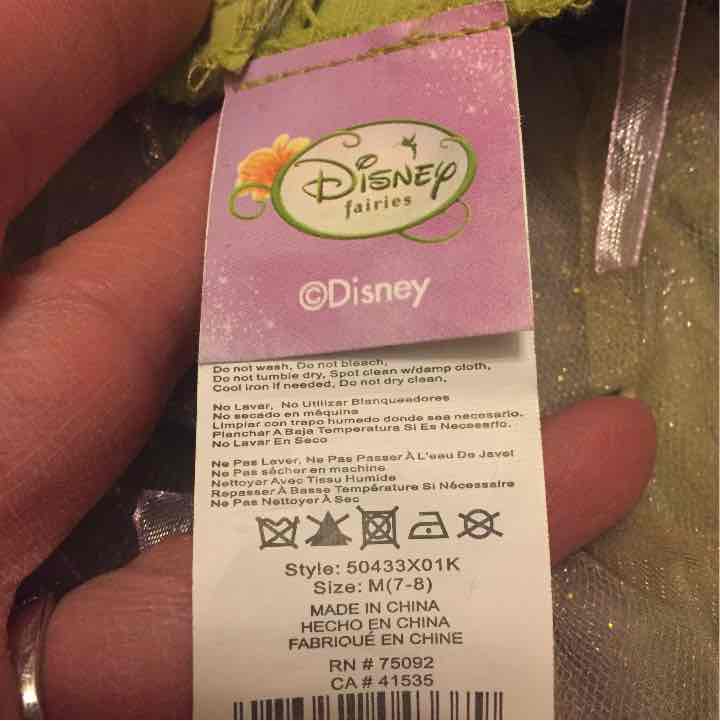 Disney
fairies
©Disney
Do not wash, Do not bleach,
Do not tumble dry, Spot clean w/damp cloth,
Cool iron if needed, Do not dry clean,
No Lavar, No Utilizar Blanqueadores
No secado en máquina
Limpiar con trapo humedo donde sea necesario.
Planchar A Baja Temperatura Si Es Necesario.
No Lavar En Seco
Ne Pas Laver, Ne Pas Passer À L'eau De Javel
Ne Pas sécher en machine
Nettoyer Avec Tissu Humide
Repasser À Basse Température Si Nécessaire
Ne Pas Nettoyer À Sec
Style: 50433X01K
Size: M(7-8)
MADE IN CHINA
HECHO EN CHINA
FABRIQUÉ EN CHINE
RN # 75092
CA # 41535